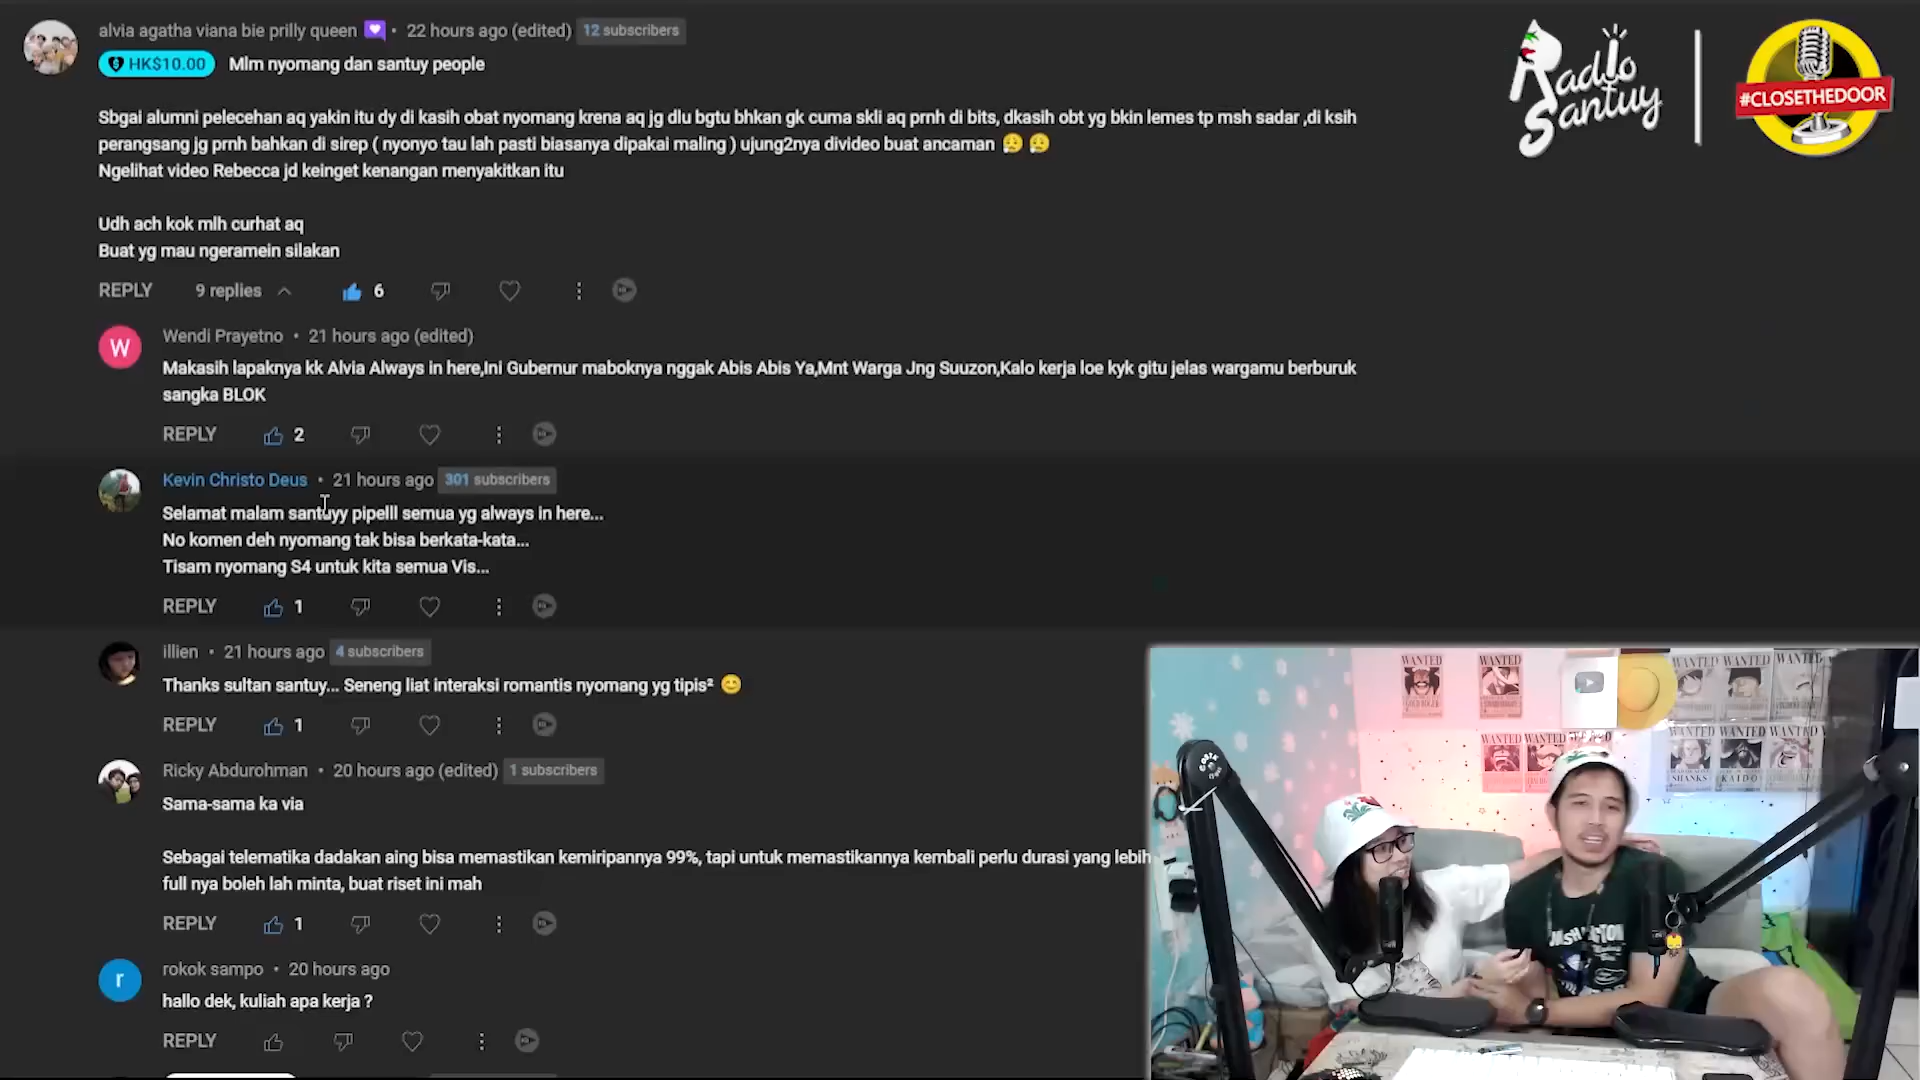 alvia agatha viana bie prilly queen • 22 hours ago (edited) 12 subscribers
HK$10.00 Mlm nyomang dan santuy people
Sbgai alumni pelecehan aq yakin itu dy di kasih obat nyomang krena aq jg dlu bgtu bhkan gk cuma skli aq prnh di bits, dkasih obt yg bkin lemes tp msh sadar ,di ksih
perangsang jg prnh bahkan di sirep ( nyonyo tau lah pasti biasanya dipakai maling ) ujung2nya divideo buat ancaman 😥 😥
Ngelihat video Rebecca jd keinget kenangan menyakitkan itu
Udh ach kok mlh curhat aq
Buat yg mau ngeramein silakan
REPLY 9 replies 6
W
Wendi Prayetno • 21 hours ago (edited)
Makasih lapaknya kk Alvia Always in here,Ini Gubernur maboknya nggak Abis Abis Ya,Mnt Warga Jng Suuzon,Kalo kerja loe kyk gitu jelas wargamu berburuk
sangka BLOK
REPLY 2
Kevin Christo Deus • 21 hours ago 301 subscribers
Selamat malam santuyy pipelll semua yg always in here...
No komen deh nyomang tak bisa berkata-kata...
Tisam nyomang S4 untuk kita semua Vis...
REPLY 1
illien • 21 hours ago 4 subscribers
Thanks sultan santuy... Seneng liat interaksi romantis nyomang yg tipis² 😊
REPLY 1
Ricky Abdurohman • 20 hours ago (edited) 1 subscribers
Sama-sama ka via
Sebagai telematika dadakan aing bisa memastikan kemiripannya 99%, tapi untuk memastikannya kembali perlu durasi yang lebih
full nya boleh lah minta, buat riset ini mah
REPLY 1
r
rokok sampo • 20 hours ago
hallo dek, kuliah apa kerja ?
REPLY
Radio
Santuy
#CLOSETHEDOOR
WANTED WANTED WANTED WANTED WANTED
WANTED WANTED
SHANKS KAIDO